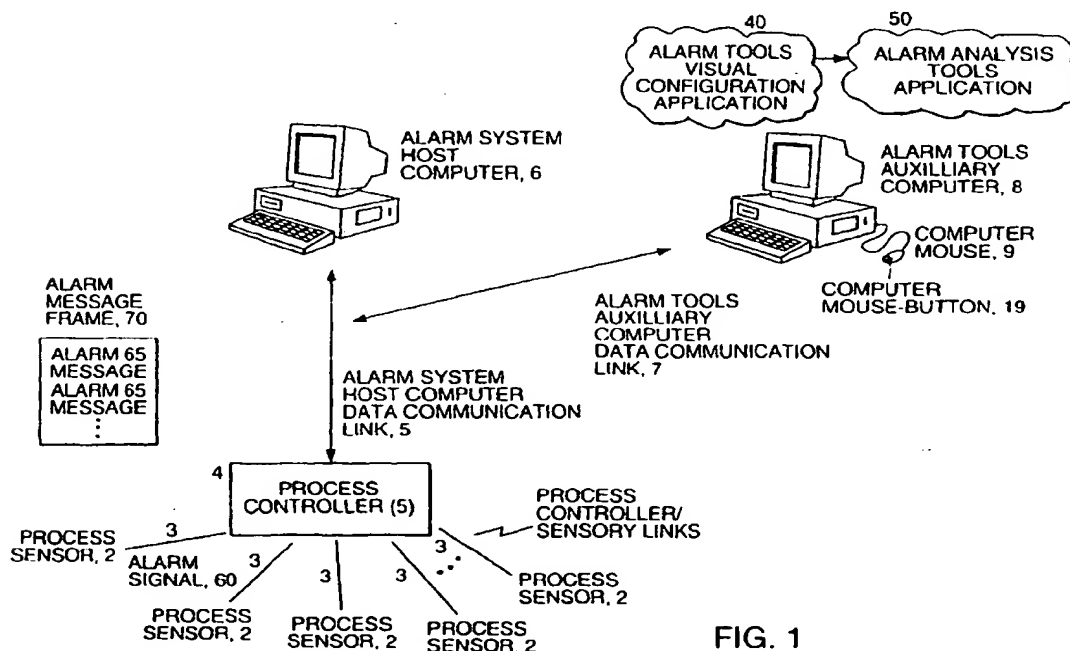 40
50
ALARM TOOLS
VISUAL
CONFIGURATION
APPLICATION
ALARM ANALYSIS
TOOLS
APPLICATION
ALARM SYSTEM
HOST
COMPUTER, 6
ALARM TOOLS
AUXILLIARY
COMPUTER, 8
COMPUTER
MOUSE, 9
COMPUTER
MOUSE-BUTTON, 19
ALARM
MESSAGE
FRAME, 70
ALARM 65
MESSAGE
ALARM 65
MESSAGE
ALARM TOOLS
AUXILLIARY
COMPUTER
DATA COMMUNICATION
LINK, 7
ALARM SYSTEM
HOST COMPUTER
DATA COMMUNICATION
LINK, 5
4
PROCESS
CONTROLLER (5)
PROCESS
CONTROLLER/
SENSORY LINKS
PROCESS
SENSOR, 2
3
ALARM
SIGNAL, 60
3
3
3
3
PROCESS
SENSOR, 2
PROCESS
SENSOR, 2
PROCESS
SENSOR, 2
PROCESS
SENSOR, 2
FIG. 1